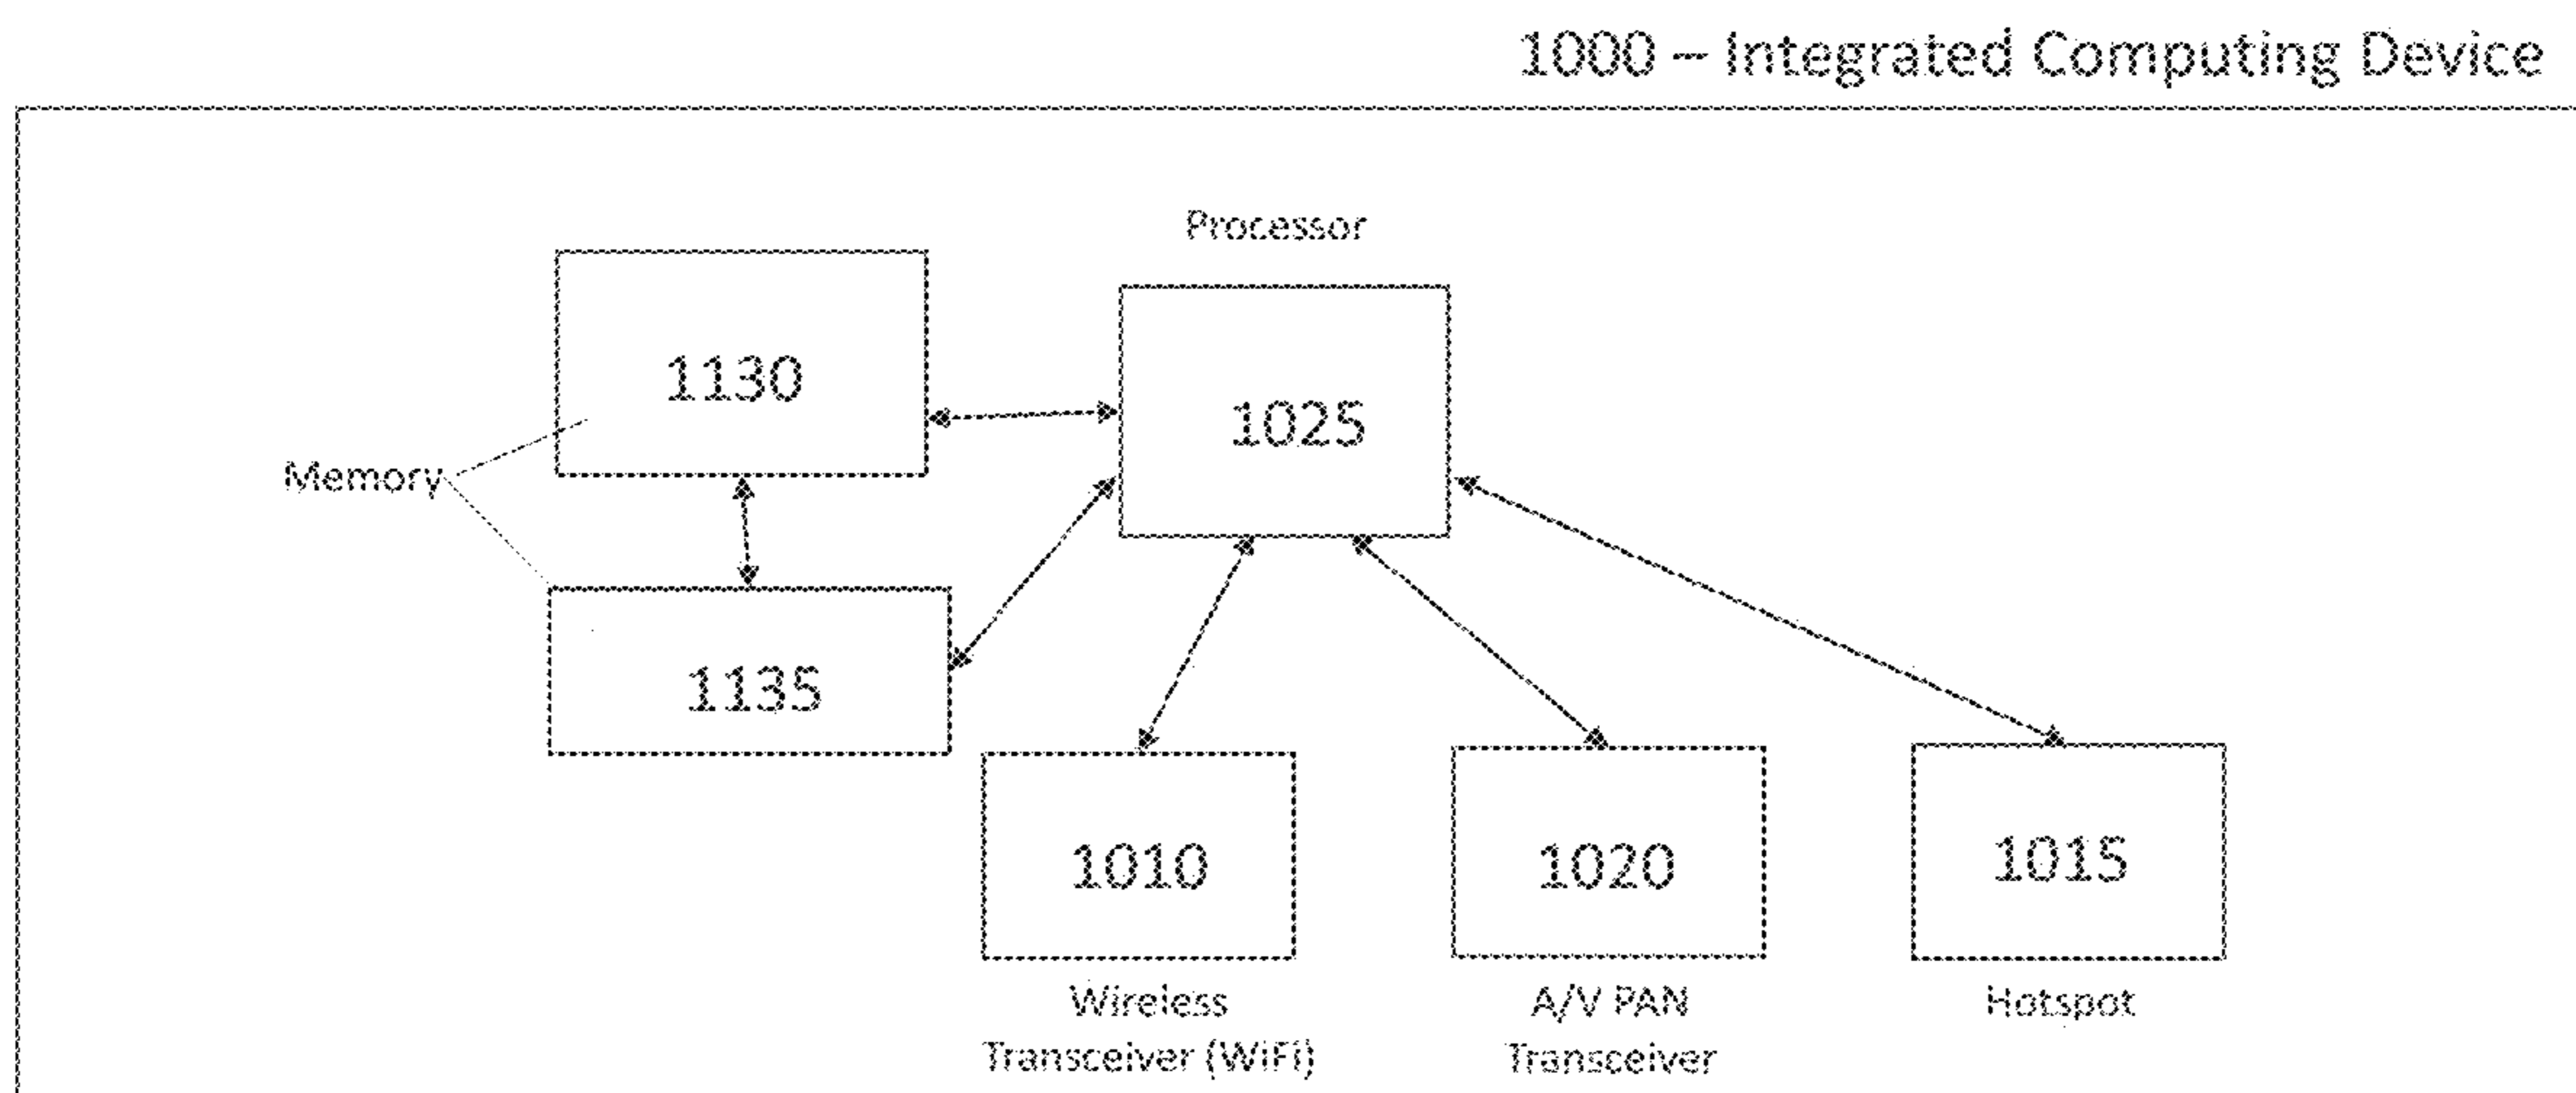 1000 – Integrated Computing Device
Processor
1130
1025
Memory
1135
1010
1020
1015
Wireless
Transceiver (WiFi)
A/V PAN
Transceiver
Hotspot